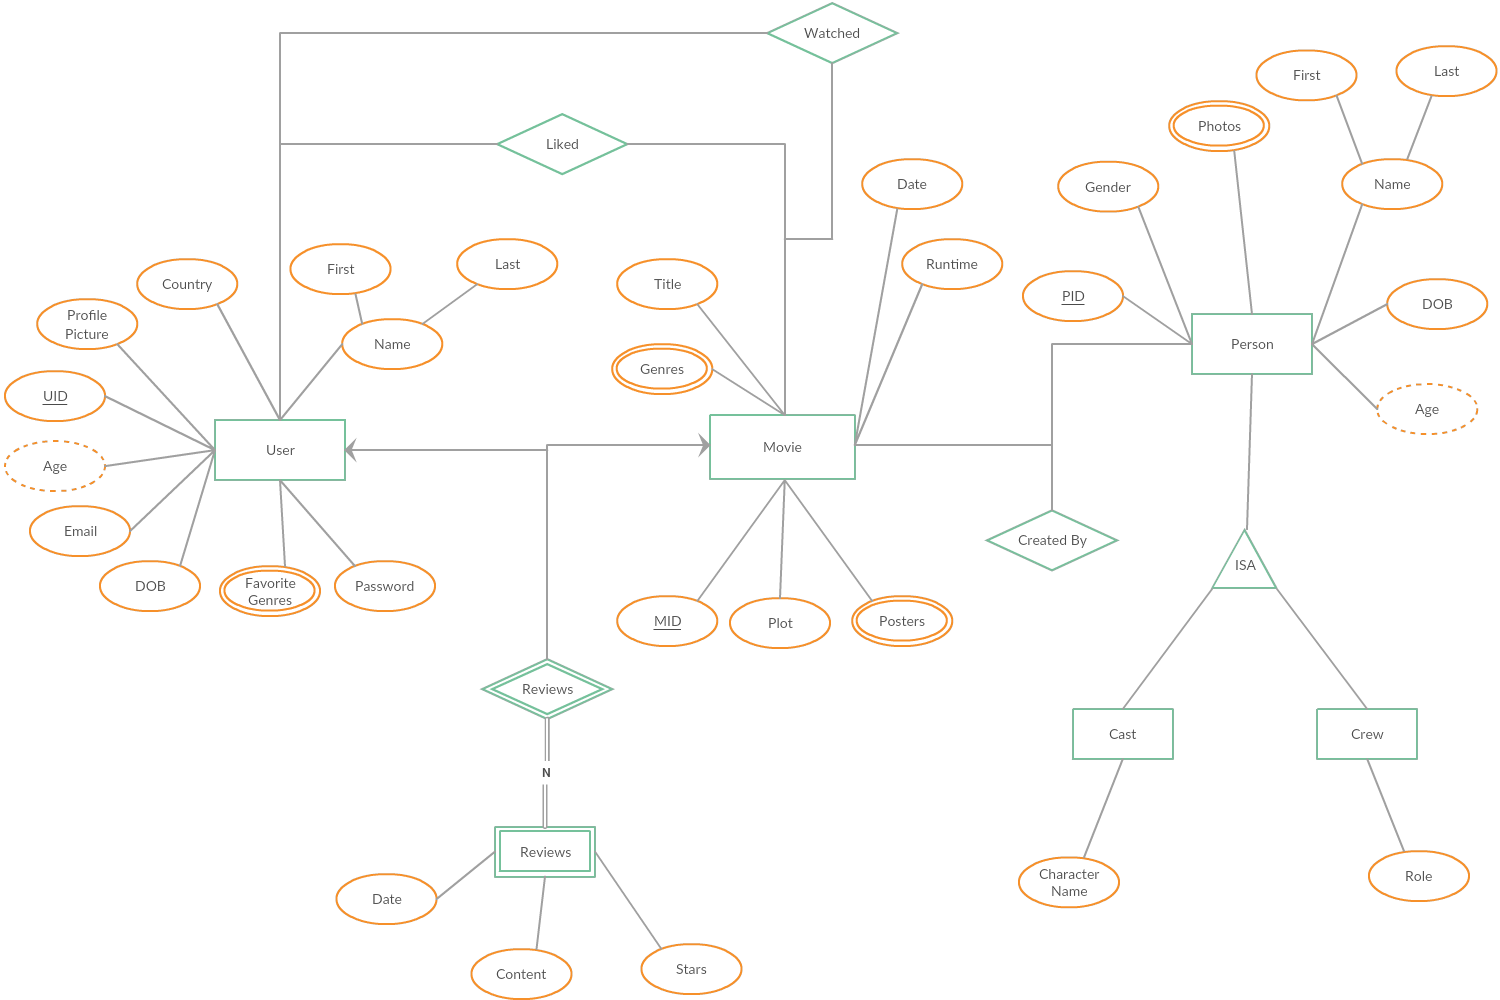 Watched
First
Last
Photos
Liked
Date
Gender
Name
First
Last
Country
Title
Runtime
PID
DOB
Profile
Picture
Name
Genres
Person
UID
Age
User
Movie
Age
Email
Created By
ISA
DOB
Favorite
Genres
Password
MID
Plot
Posters
Reviews
Cast
Crew
N
Reviews
Character
Name
Role
Date
Content
Stars